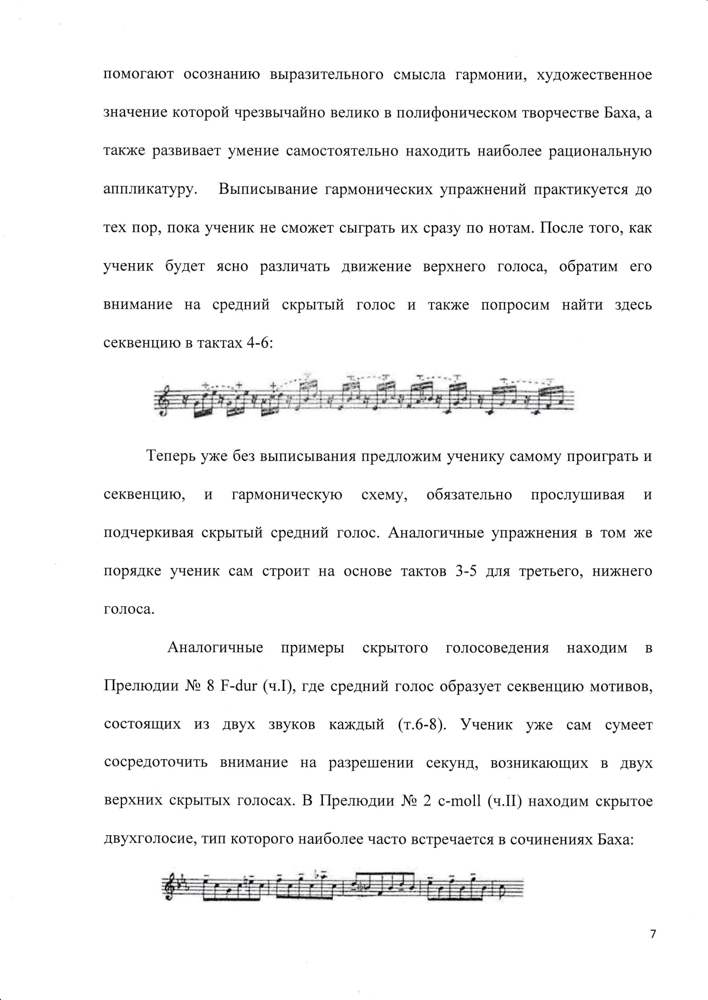 помогают осознанию выразительного смысла гармонии, художественное
значение которой чрезвычайно велико в полифоническом творчестве Баха, а
также развивает умение самостоятельно находить наиболее рациональную
аппликатуру. Выписывание гармонических упражнений практикуется до
тех пор, пока ученик не сможет сыграть их сразу по нотам. После того, как
ученик будет ясно различать движение верхнего голоса, обратим его
внимание на средний скрытый голос и также попросим найти здесь
секвенцию в тактах 4-6:
Теперь уже без выписывания предложим ученику самому проиграть и
секвенцию, и гармоническую схему, обязательно прослушивая и
подчеркивая скрытый средний голос. Аналогичные упражнения в том же
порядке ученик сам строит на основе тактов 3-5 для третьего, нижнего
голоса.
Аналогичные примеры скрытого голосоведения находим в
Прелюдии № 8 F-dur (ч.I), где средний голос образует секвенцию мотивов,
состоящих из двух звуков каждый (т.6-8). Ученик уже сам сумеет
сосредоточить внимание на разрешении секунд, возникающих в двух
верхних скрытых голосах. В Прелюдии № 2 c-moll (ч.II) находим скрытое
двухголосие, тип которого наиболее часто встречается в сочинениях Баха:
7